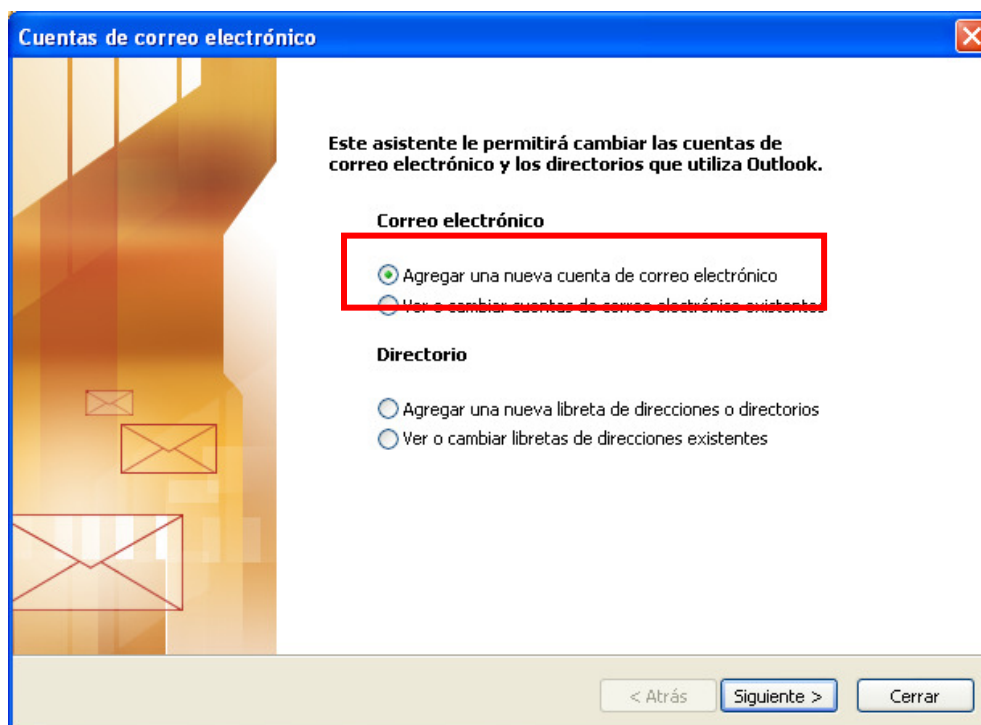 Cuentas de correo electrónico
Este asistente le permitirá cambiar las cuentas de
correo electrónico y los directorios que utiliza Outlook.
Correo electrónico
Agregar una nueva cuenta de correo electrónico
Ver o cambiar cuentas de correo electrónico existentes
Directorio
Agregar una nueva libreta de direcciones o directorios
Ver o cambiar libretas de direcciones existentes
< Atrás
Siguiente >
Cerrar